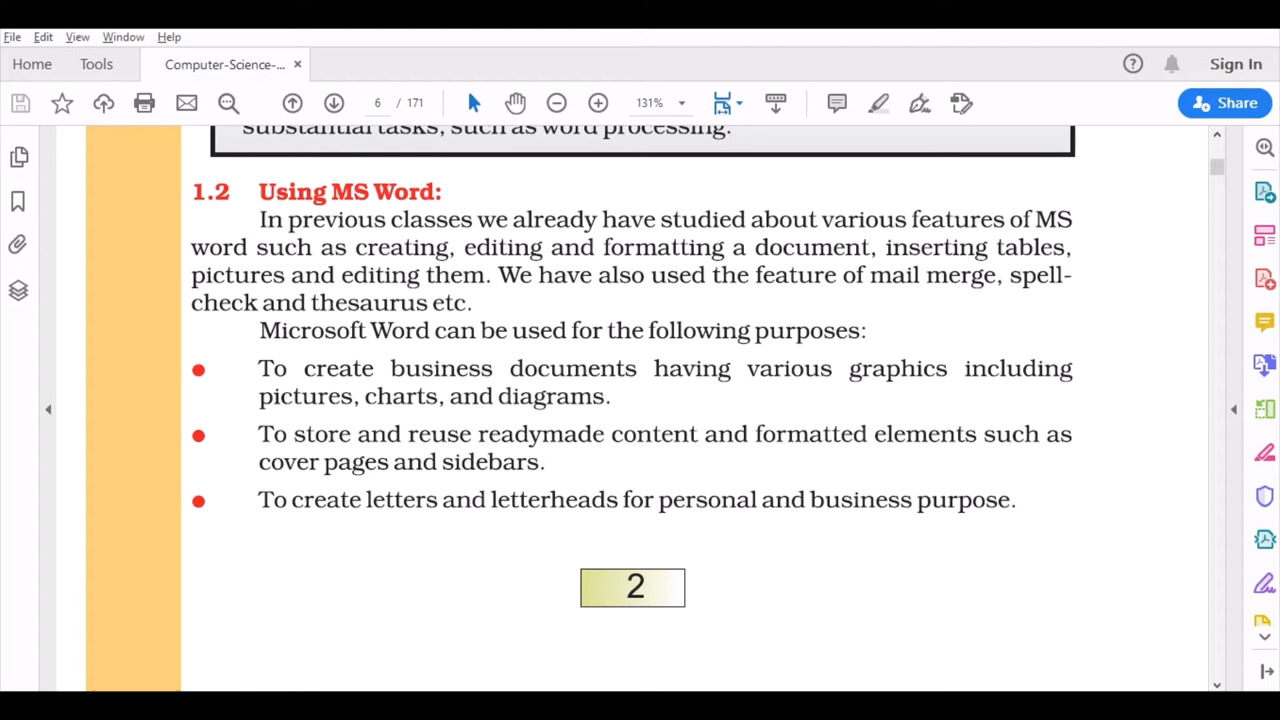 File Edit View Window Help
Home Tools Computer-Science-... × Sign In
6 / 171 131% Share
substantial tasks, such as word processing.
1.2 Using MS Word:
In previous classes we already have studied about various features of MS
word such as creating, editing and formatting a document, inserting tables,
pictures and editing them. We have also used the feature of mail merge, spell-
check and thesaurus etc.
Microsoft Word can be used for the following purposes:
● To create business documents having various graphics including
pictures, charts, and diagrams.
● To store and reuse readymade content and formatted elements such as
cover pages and sidebars.
● To create letters and letterheads for personal and business purpose.
2